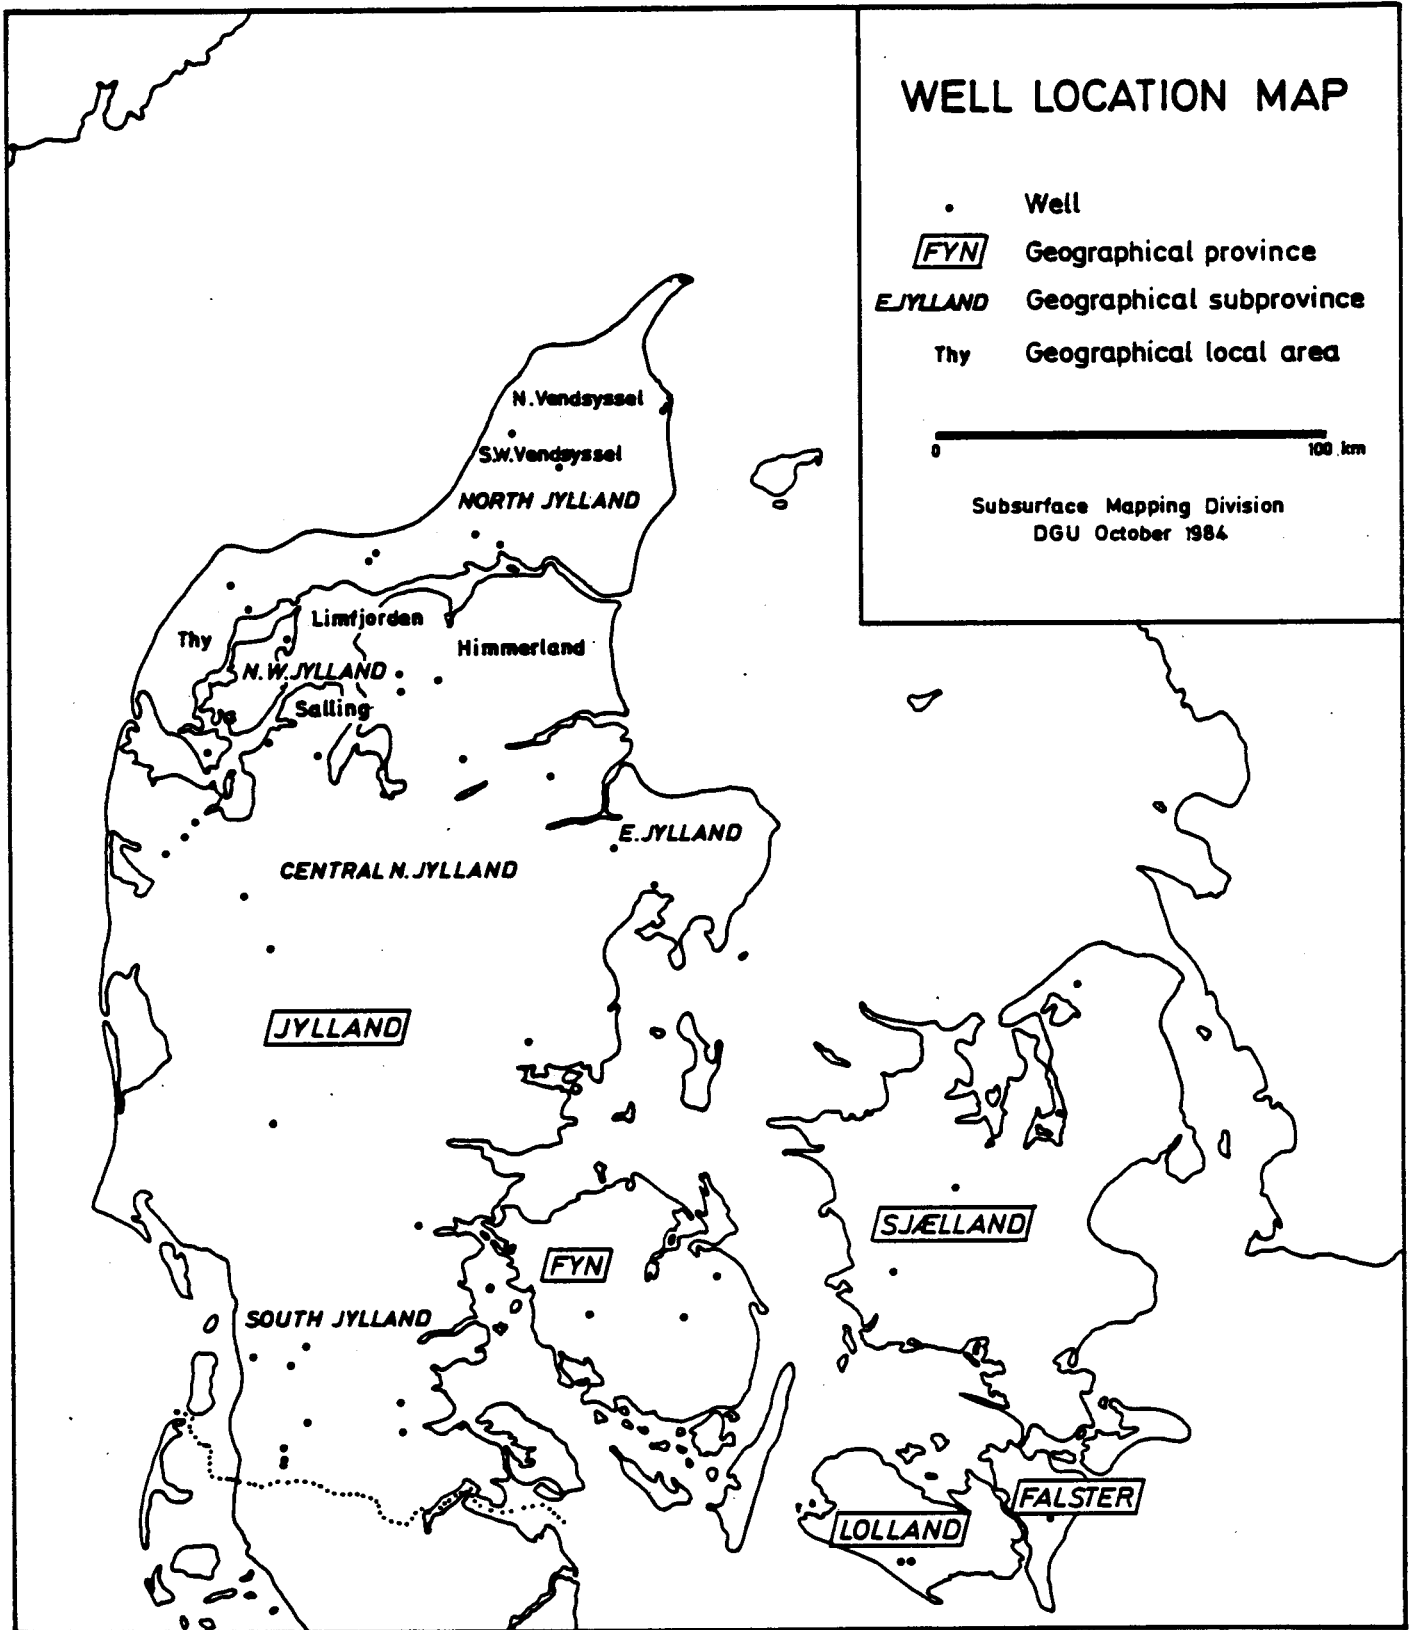 WELL LOCATION MAP
Well
FYN Geographical province
E.JYLLAND Geographical subprovince
Thy Geographical local area
0 100 km
Subsurface Mapping Division
DGU October 1984
N.Vendsyssel
S.W.Vendsyssel
NORTH JYLLAND
Limfjorden
Thy
Himmerland
N.W.JYLLAND
Salling
E.JYLLAND
CENTRAL N.JYLLAND
JYLLAND
SJÆLLAND
FYN
SOUTH JYLLAND
FALSTER
LOLLAND